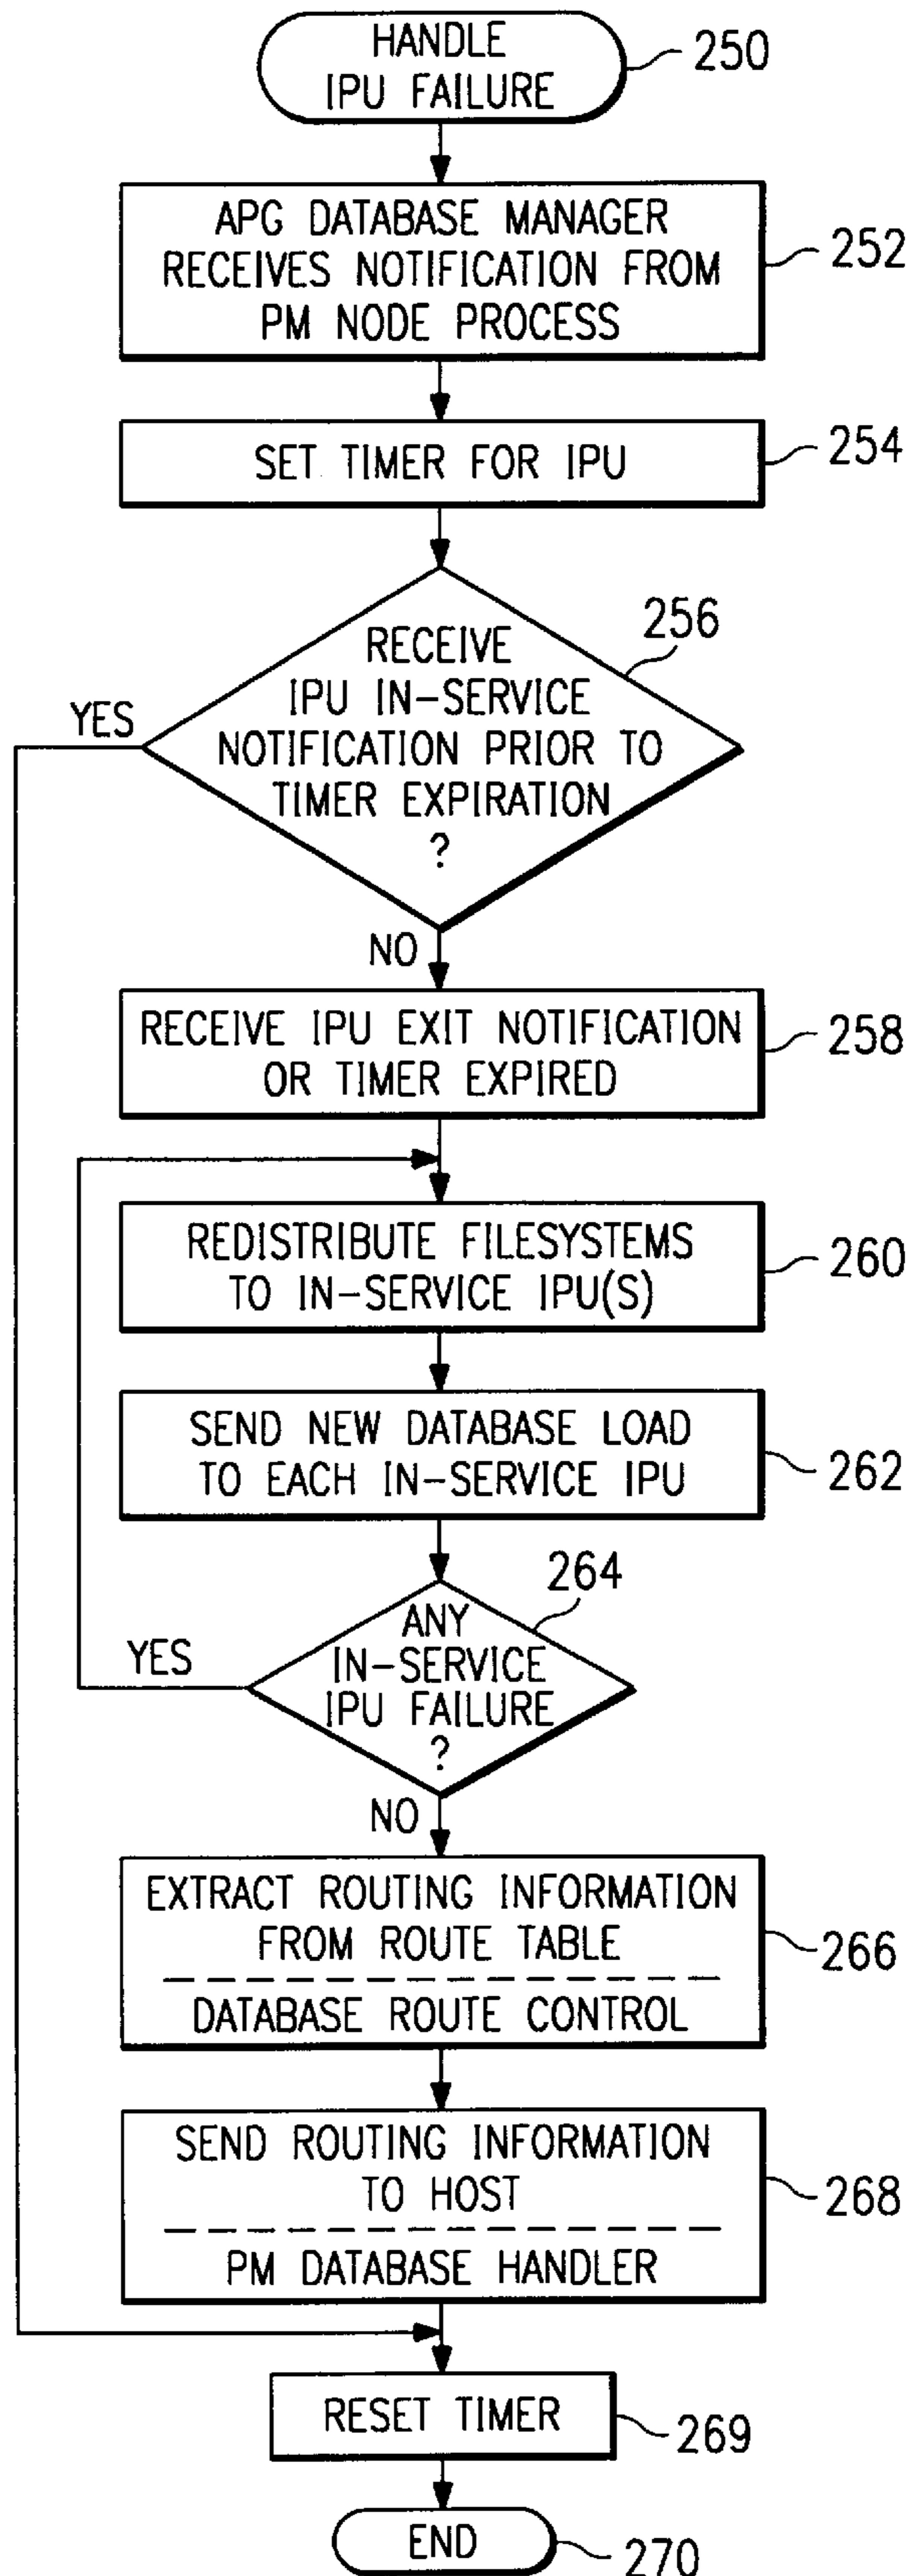 HANDLE
IPU FAILURE
250
APG DATABASE MANAGER
RECEIVES NOTIFICATION FROM
PM NODE PROCESS
252
SET TIMER FOR IPU
254
256
RECEIVE
IPU IN-SERVICE
NOTIFICATION PRIOR TO
TIMER EXPIRATION
?
YES
NO
RECEIVE IPU EXIT NOTIFICATION
OR TIMER EXPIRED
258
REDISTRIBUTE FILESYSTEMS
TO IN-SERVICE IPU(S)
260
SEND NEW DATABASE LOAD
TO EACH IN-SERVICE IPU
262
264
ANY
IN-SERVICE
IPU FAILURE
?
YES
NO
EXTRACT ROUTING INFORMATION
FROM ROUTE TABLE
DATABASE ROUTE CONTROL
266
SEND ROUTING INFORMATION
TO HOST
PM DATABASE HANDLER
268
RESET TIMER
269
END
270